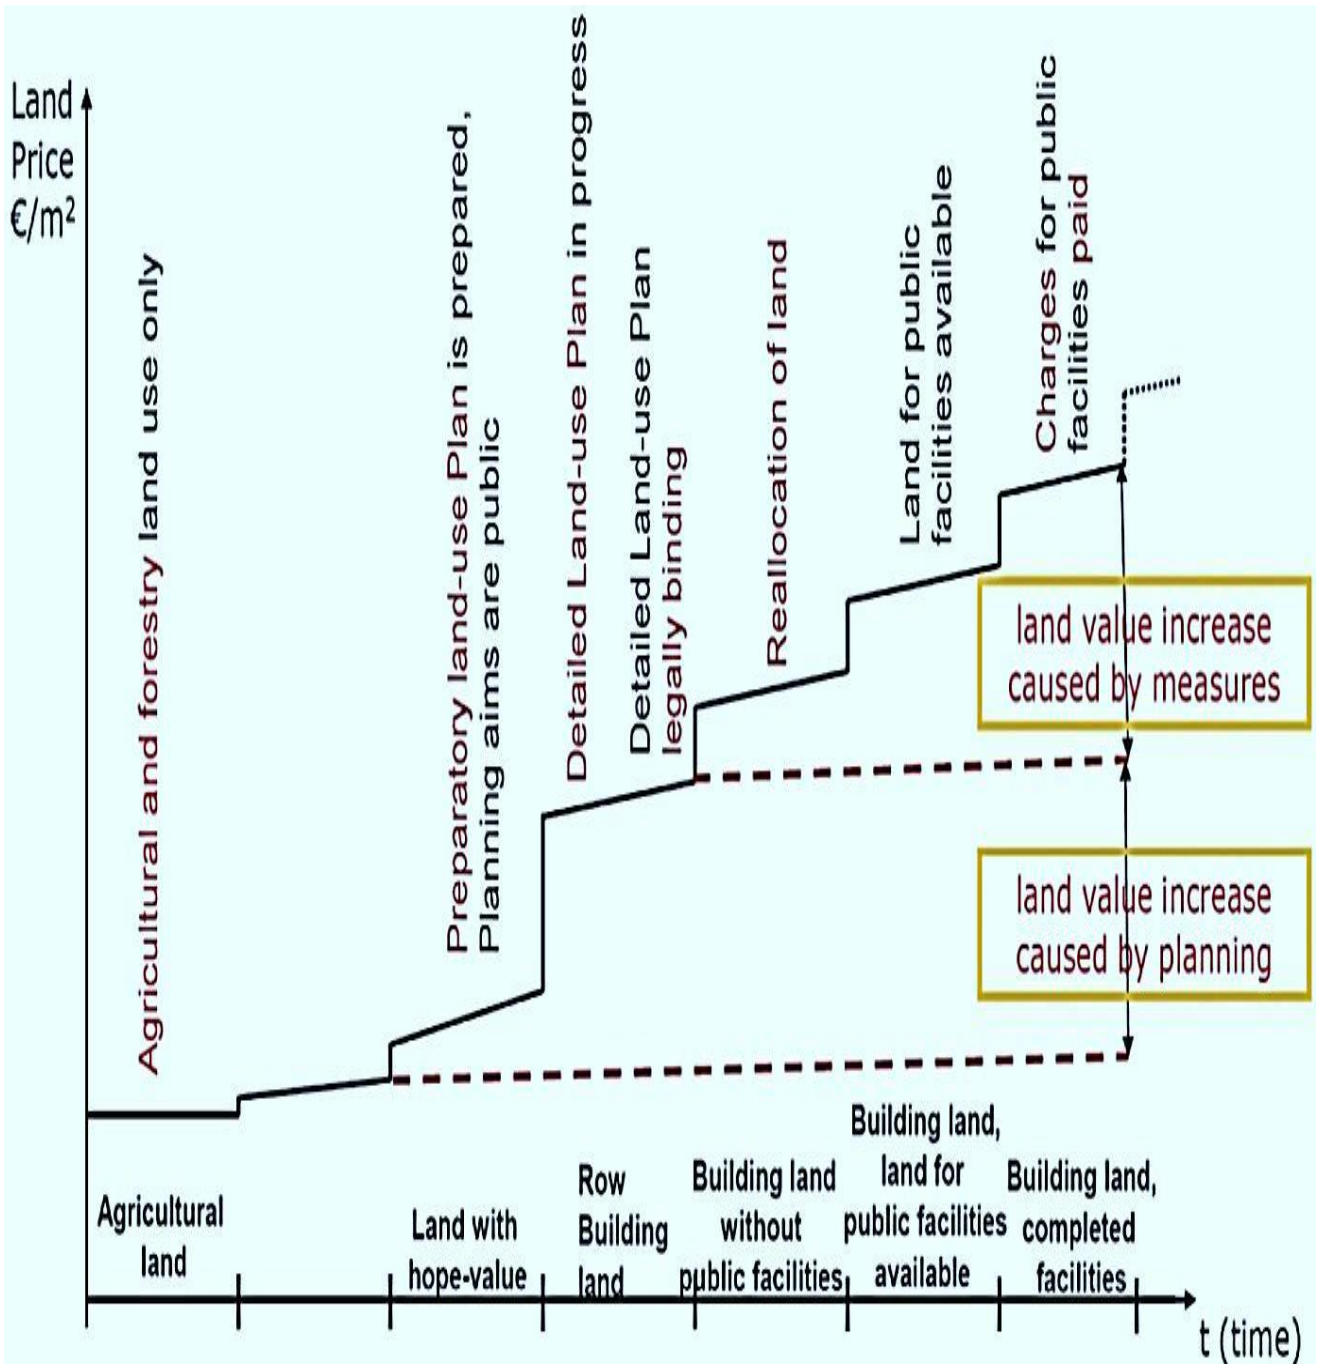 Land
Price
€/m²
Agricultural and forestry land use only
Preparatory land-use Plan is prepared,
Planning aims are public
Detailed Land-use Plan in progress
Detailed Land-use Plan
legally binding
Reallocation of land
Land for public
facilities available
Charges for public
facilities paid
land value increase
caused by measures
land value increase
caused by planning
Agricultural
land
Land with
hope-value
Row
Building
land
Building land
without
public facilities
Building land,
land for
public facilities
available
Building land,
completed
facilities
t (time)